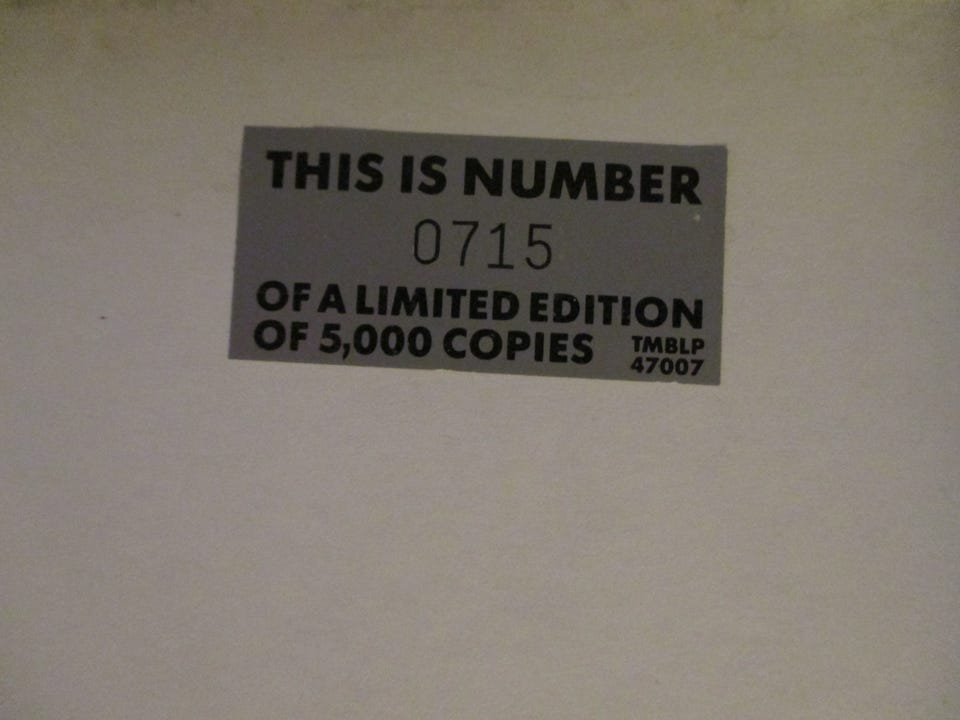 THIS IS NUMBER
0715
OF A LIMITED EDITION
OF 5,000 COPIES
TMBLP
47007